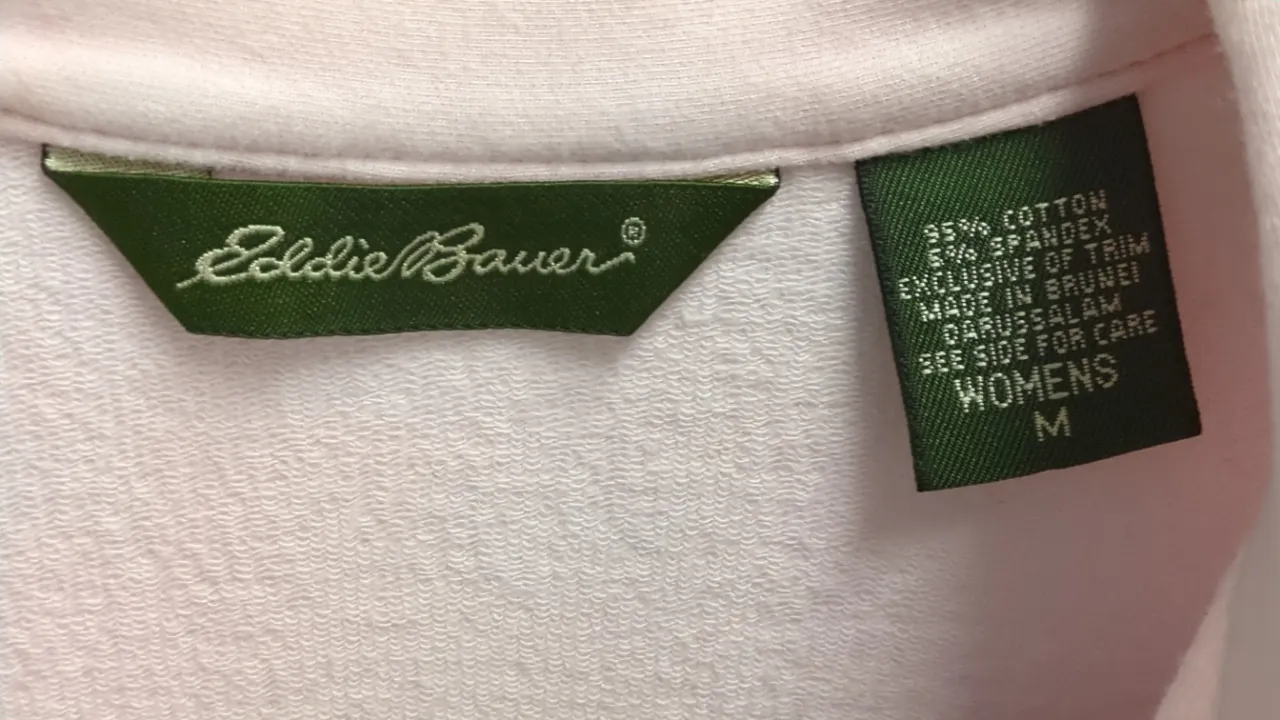 Eddie Bauer®
95% COTTON
5% SPANDEX
EXCLUSIVE OF TRIM
MADE IN BRUNEI
DARUSSALAM
SEE SIDE FOR CARE
WOMENS
M